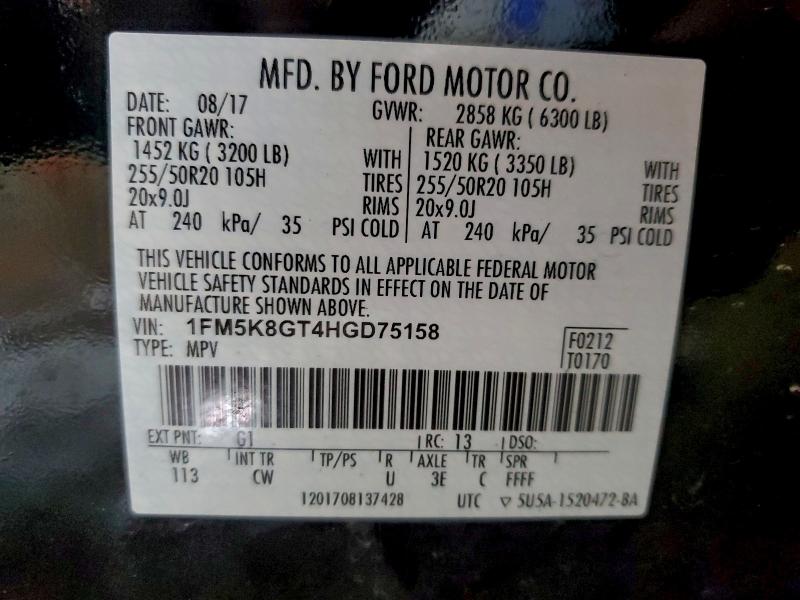 MFD. BY FORD MOTOR CO.
DATE: 08/17 GVWR: 2858 KG ( 6300 LB)
FRONT GAWR: REAR GAWR:
1452 KG ( 3200 LB) WITH 1520 KG ( 3350 LB) WITH
255/50R20 105H TIRES 255/50R20 105H TIRES
20x9.0J RIMS 20x9.0J RIMS
AT 240 kPa/ 35 PSI COLD AT 240 kPa/ 35 PSI COLD
THIS VEHICLE CONFORMS TO ALL APPLICABLE FEDERAL MOTOR
VEHICLE SAFETY STANDARDS IN EFFECT ON THE DATE OF
MANUFACTURE SHOWN ABOVE.
VIN: 1FM5K8GT4HGD75158 F0212
TYPE: MPV T0170
EXT PNT: G1 RC: 13 DSO:
WB INT TR TP/PS R AXLE TR SPR
113 CW U 3E C FFFF
1201708137428 UTC ▽ 5U5A-1520472-BA